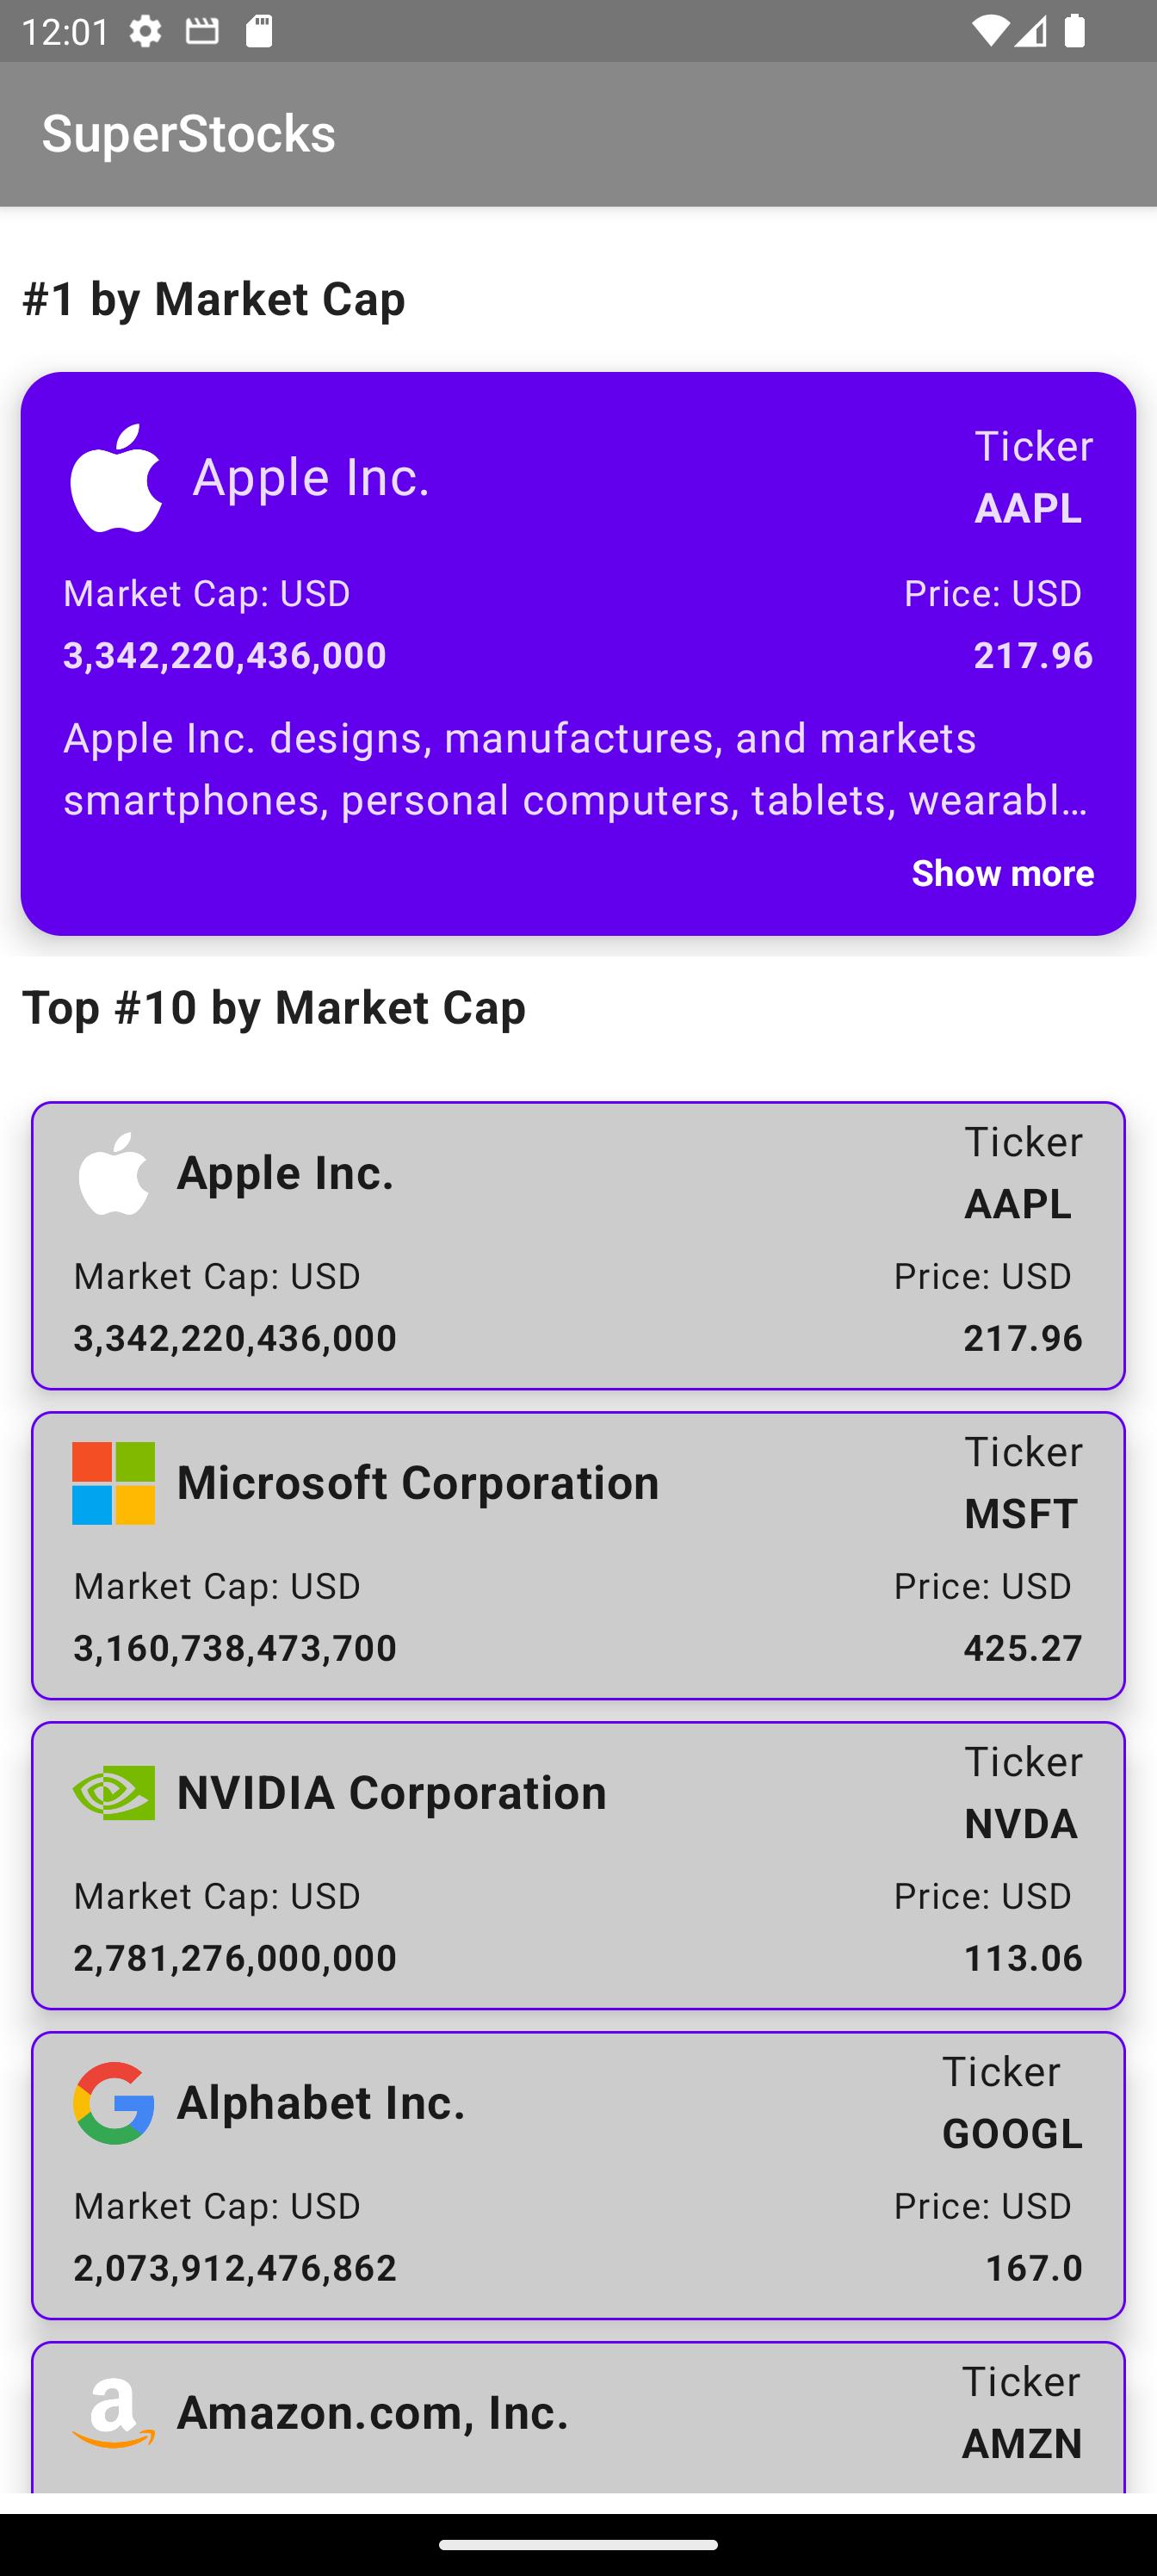 12:01
SuperStocks
#1 by Market Cap
Apple Inc.
Ticker
AAPL
Market Cap: USD
3,342,220,436,000
Price: USD
217.96
Apple Inc. designs, manufactures, and markets
smartphones, personal computers, tablets, wearabl…
Show more
Top #10 by Market Cap
Apple Inc.
Ticker
AAPL
Market Cap: USD
3,342,220,436,000
Price: USD
217.96
Microsoft Corporation
Ticker
MSFT
Market Cap: USD
3,160,738,473,700
Price: USD
425.27
NVIDIA Corporation
Ticker
NVDA
Market Cap: USD
2,781,276,000,000
Price: USD
113.06
Alphabet Inc.
Ticker
GOOGL
Market Cap: USD
2,073,912,476,862
Price: USD
167.0
Amazon.com, Inc.
Ticker
AMZN